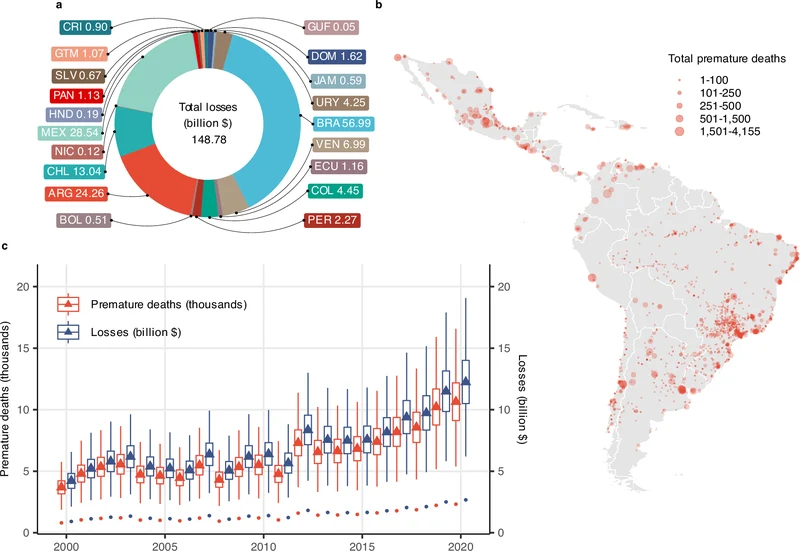 a
CRI 0.90
GTM 1.07
SLV 0.67
PAN 1.13
HND 0.19
MEX 28.54
NIC 0.12
CHL 13.04
ARG 24.26
BOL 0.51
Total losses
(billion $)
148.78
GUF 0.05
DOM 1.62
JAM 0.59
URY 4.25
BRA 56.99
VEN 6.99
ECU 1.16
COL 4.45
PER 2.27
b
Total premature deaths
1-100
101-250
251-500
501-1,500
1,501-4,155
c
Premature deaths (thousands)
20
15
10
5
0
Premature deaths (thousands)
Losses (billion $)
20
15
10
5
0
Losses (billion $)
2000
2005
2010
2015
2020